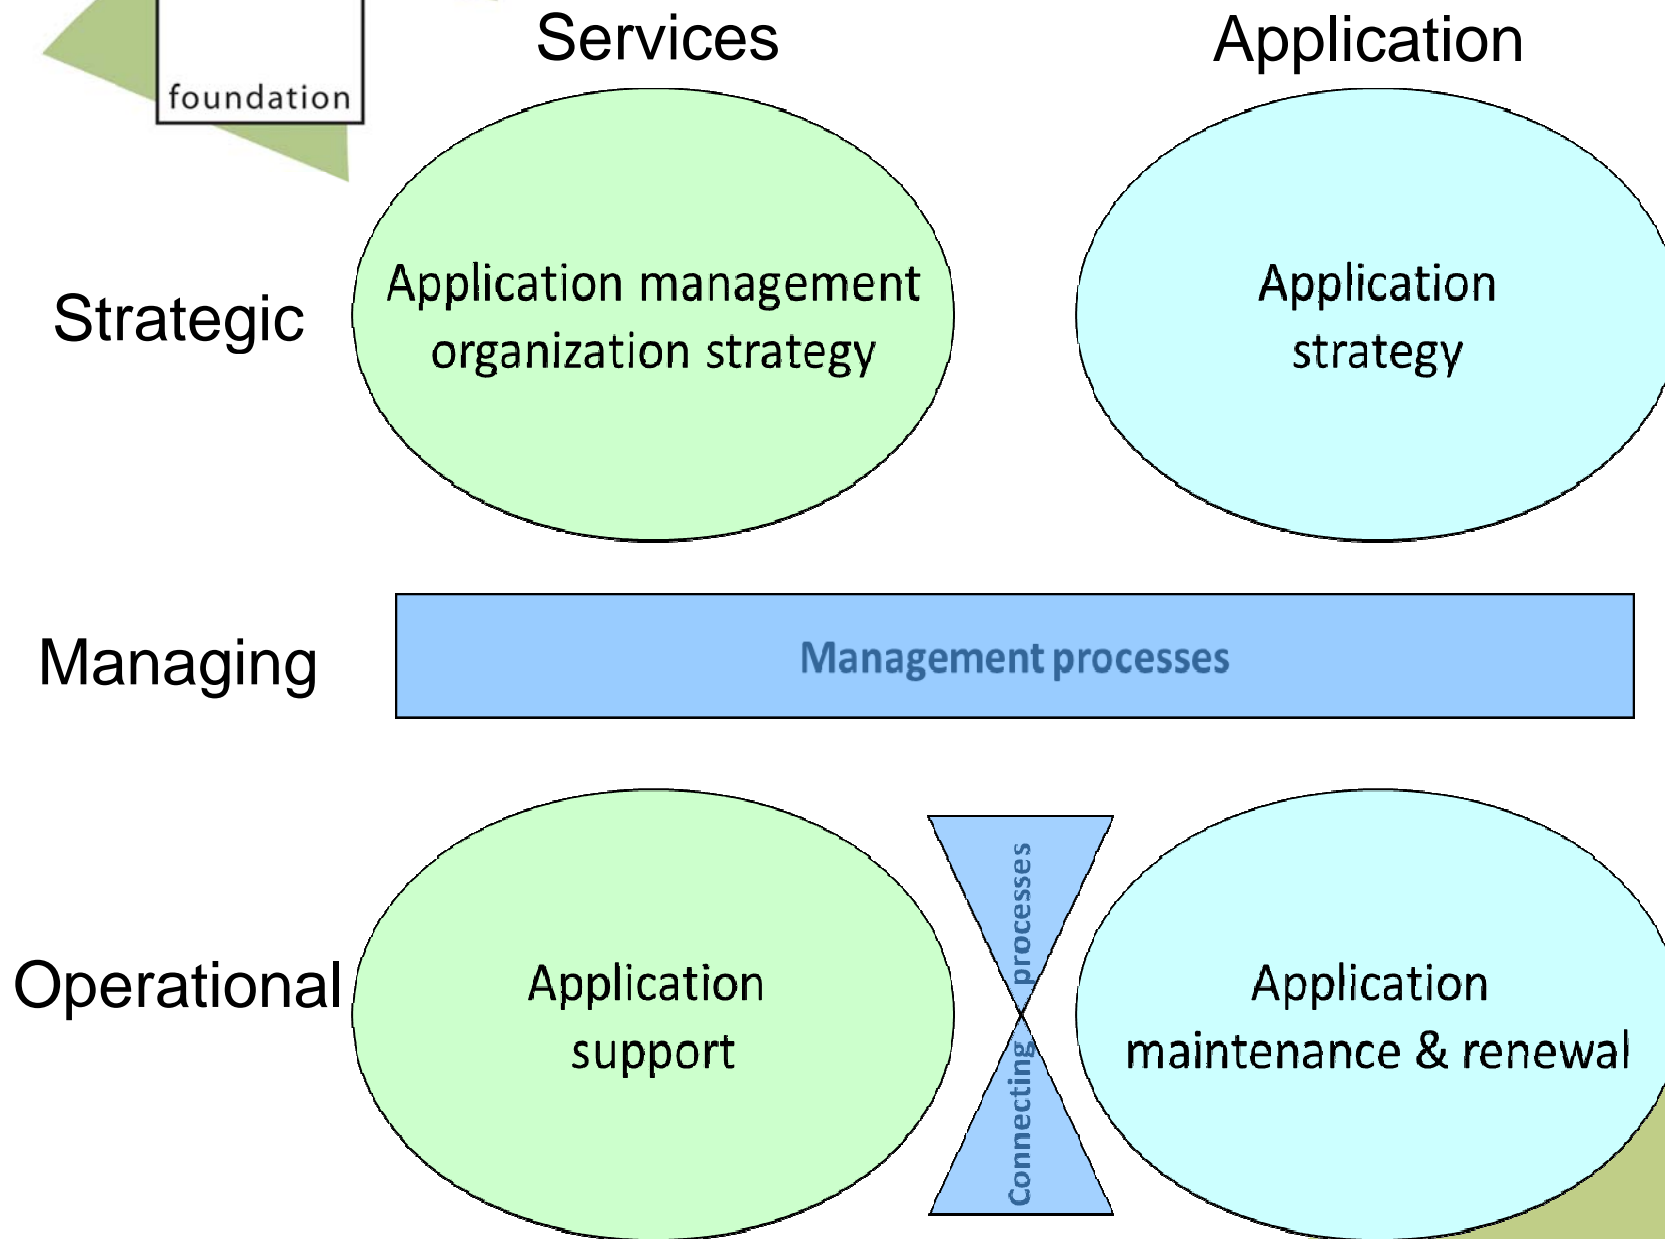 foundation
Services
Application
Strategic
Application management
organization strategy
Application
strategy
Managing
Management processes
Operational
Application
support
Connecting processes
Application
maintenance & renewal